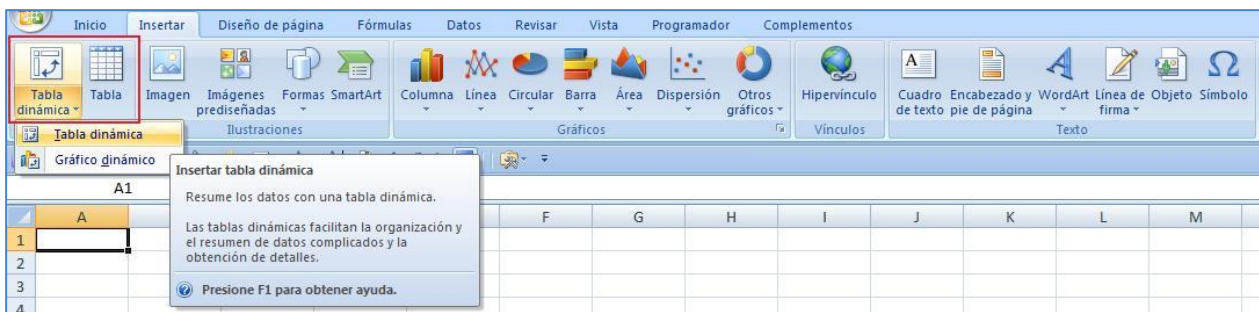 Inicio Insertar Diseño de página Fórmulas Datos Revisar Vista Programador Complementos
Tabla dinámica Tabla Imagen Imágenes prediseñadas Formas SmartArt Columna Línea Circular Barra Área Dispersión Otros gráficos Hipervínculo Cuadro de texto Encabezado y pie de página WordArt Línea de firma Objeto Símbolo
Ilustraciones Gráficos Vínculos Texto
Tabla dinámica
Gráfico dinámico
Insertar tabla dinámica
Resume los datos con una tabla dinámica.
Las tablas dinámicas facilitan la organización y
el resumen de datos complicados y la
obtención de detalles.
Presione F1 para obtener ayuda.
A1
A F G H I J K L M
1
2
3
4